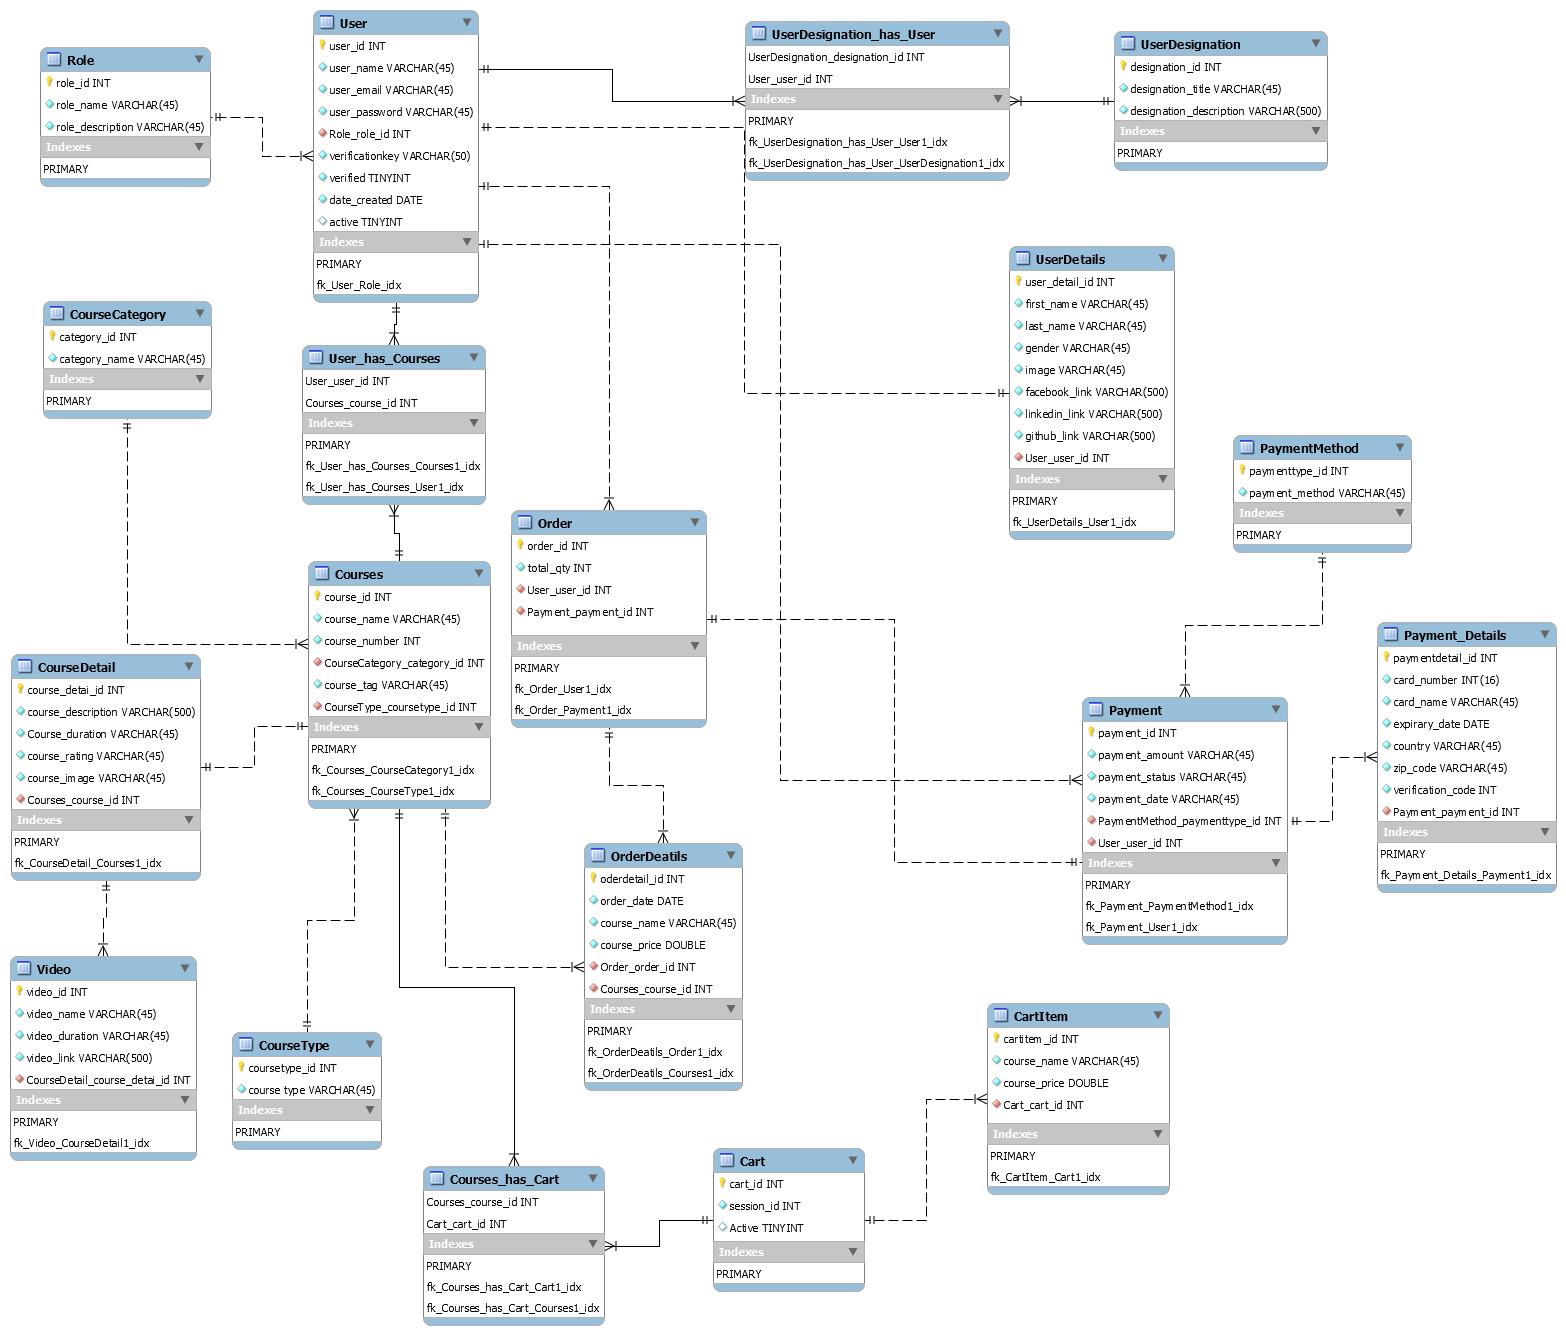 User
user_id INT
user_name VARCHAR(45)
user_email VARCHAR(45)
user_password VARCHAR(45)
Role_role_id INT
verificationkey VARCHAR(50)
verified TINYINT
date_created DATE
active TINYINT
Indexes
PRIMARY
fk_User_Role_idx
UserDesignation_has_User
UserDesignation_designation_id INT
User_user_id INT
Indexes
PRIMARY
fk_UserDesignation_has_User_User1_idx
fk_UserDesignation_has_User_UserDesignation1_idx
UserDesignation
designation_id INT
designation_title VARCHAR(45)
designation_description VARCHAR(500)
Indexes
PRIMARY
Role
role_id INT
role_name VARCHAR(45)
role_description VARCHAR(45)
Indexes
PRIMARY
UserDetails
user_detail_id INT
first_name VARCHAR(45)
last_name VARCHAR(45)
gender VARCHAR(45)
image VARCHAR(45)
facebook_link VARCHAR(500)
linkedin_link VARCHAR(500)
github_link VARCHAR(500)
User_user_id INT
Indexes
PRIMARY
fk_UserDetails_User1_idx
CourseCategory
category_id INT
category_name VARCHAR(45)
Indexes
PRIMARY
User_has_Courses
User_user_id INT
Courses_course_id INT
Indexes
PRIMARY
fk_User_has_Courses_Courses1_idx
fk_User_has_Courses_User1_idx
PaymentMethod
paymenttype_id INT
payment_method VARCHAR(45)
Indexes
PRIMARY
Order
order_id INT
total_qty INT
User_user_id INT
Payment_payment_id INT
Indexes
PRIMARY
fk_Order_User1_idx
fk_Order_Payment1_idx
Courses
course_id INT
course_name VARCHAR(45)
course_number INT
CourseCategory_category_id INT
course_tag VARCHAR(45)
CourseType_coursetype_id INT
Indexes
PRIMARY
fk_Courses_CourseCategory1_idx
fk_Courses_CourseType1_idx
Payment_Details
paymentdetail_id INT
card_number INT(16)
card_name VARCHAR(45)
expirary_date DATE
country VARCHAR(45)
zip_code VARCHAR(45)
verification_code INT
Payment_payment_id INT
Indexes
PRIMARY
fk_Payment_Details_Payment1_idx
CourseDetail
course_detai_id INT
course_description VARCHAR(500)
Course_duration VARCHAR(45)
course_rating VARCHAR(45)
course_image VARCHAR(45)
Courses_course_id INT
Indexes
PRIMARY
fk_CourseDetail_Courses1_idx
Payment
payment_id INT
payment_amount VARCHAR(45)
payment_status VARCHAR(45)
payment_date VARCHAR(45)
PaymentMethod_paymenttype_id INT
User_user_id INT
Indexes
PRIMARY
fk_Payment_PaymentMethod1_idx
fk_Payment_User1_idx
OrderDeatils
oderdetail_id INT
order_date DATE
course_name VARCHAR(45)
course_price DOUBLE
Order_order_id INT
Courses_course_id INT
Indexes
PRIMARY
fk_OrderDeatils_Order1_idx
fk_OrderDeatils_Courses1_idx
Video
video_id INT
video_name VARCHAR(45)
video_duration VARCHAR(45)
video_link VARCHAR(500)
CourseDetail_course_detai_id INT
Indexes
PRIMARY
fk_Video_CourseDetail1_idx
CourseType
coursetype_id INT
course type VARCHAR(45)
Indexes
PRIMARY
CartItem
cartitem_id INT
course_name VARCHAR(45)
course_price DOUBLE
Cart_cart_id INT
Indexes
PRIMARY
fk_CartItem_Cart1_idx
Cart
cart_id INT
session_id INT
Active TINYINT
Indexes
PRIMARY
Courses_has_Cart
Courses_course_id INT
Cart_cart_id INT
Indexes
PRIMARY
fk_Courses_has_Cart_Cart1_idx
fk_Courses_has_Cart_Courses1_idx